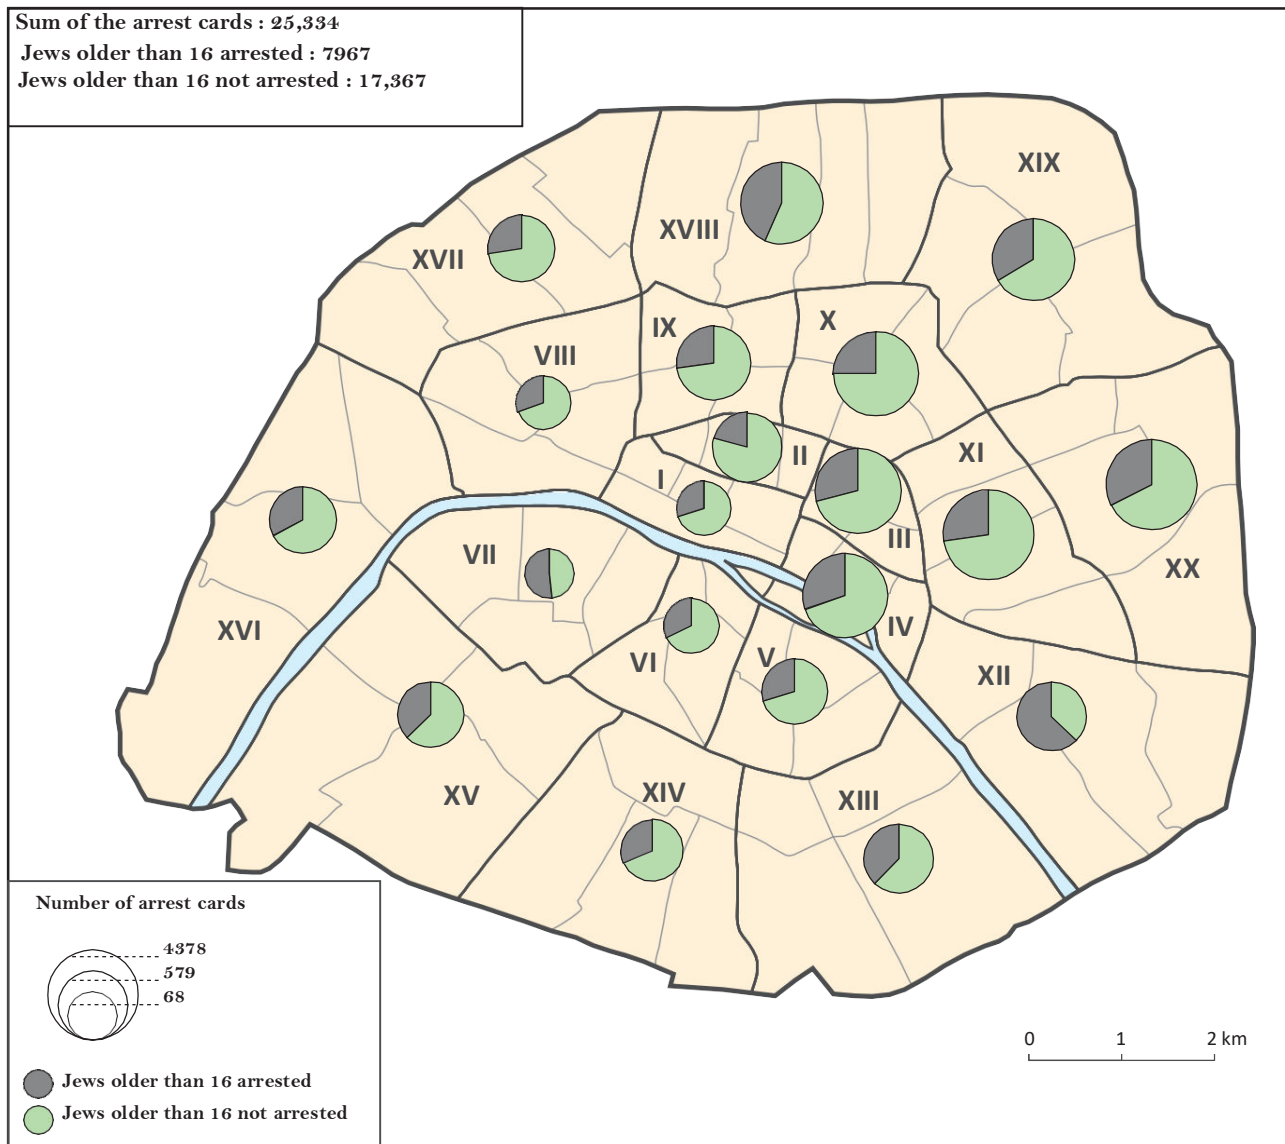 Sum of the arrest cards : 25,334
Jews older than 16 arrested : 7967
Jews older than 16 not arrested : 17,367
XIX
XVIII
XVII
IX
X
VIII
XI
II
I
III
VII
XX
XVI
IV
VI
V
XII
XV
XIV
XIII
Number of arrest cards
4378
579
68
0 1 2 km
Jews older than 16 arrested
Jews older than 16 not arrested